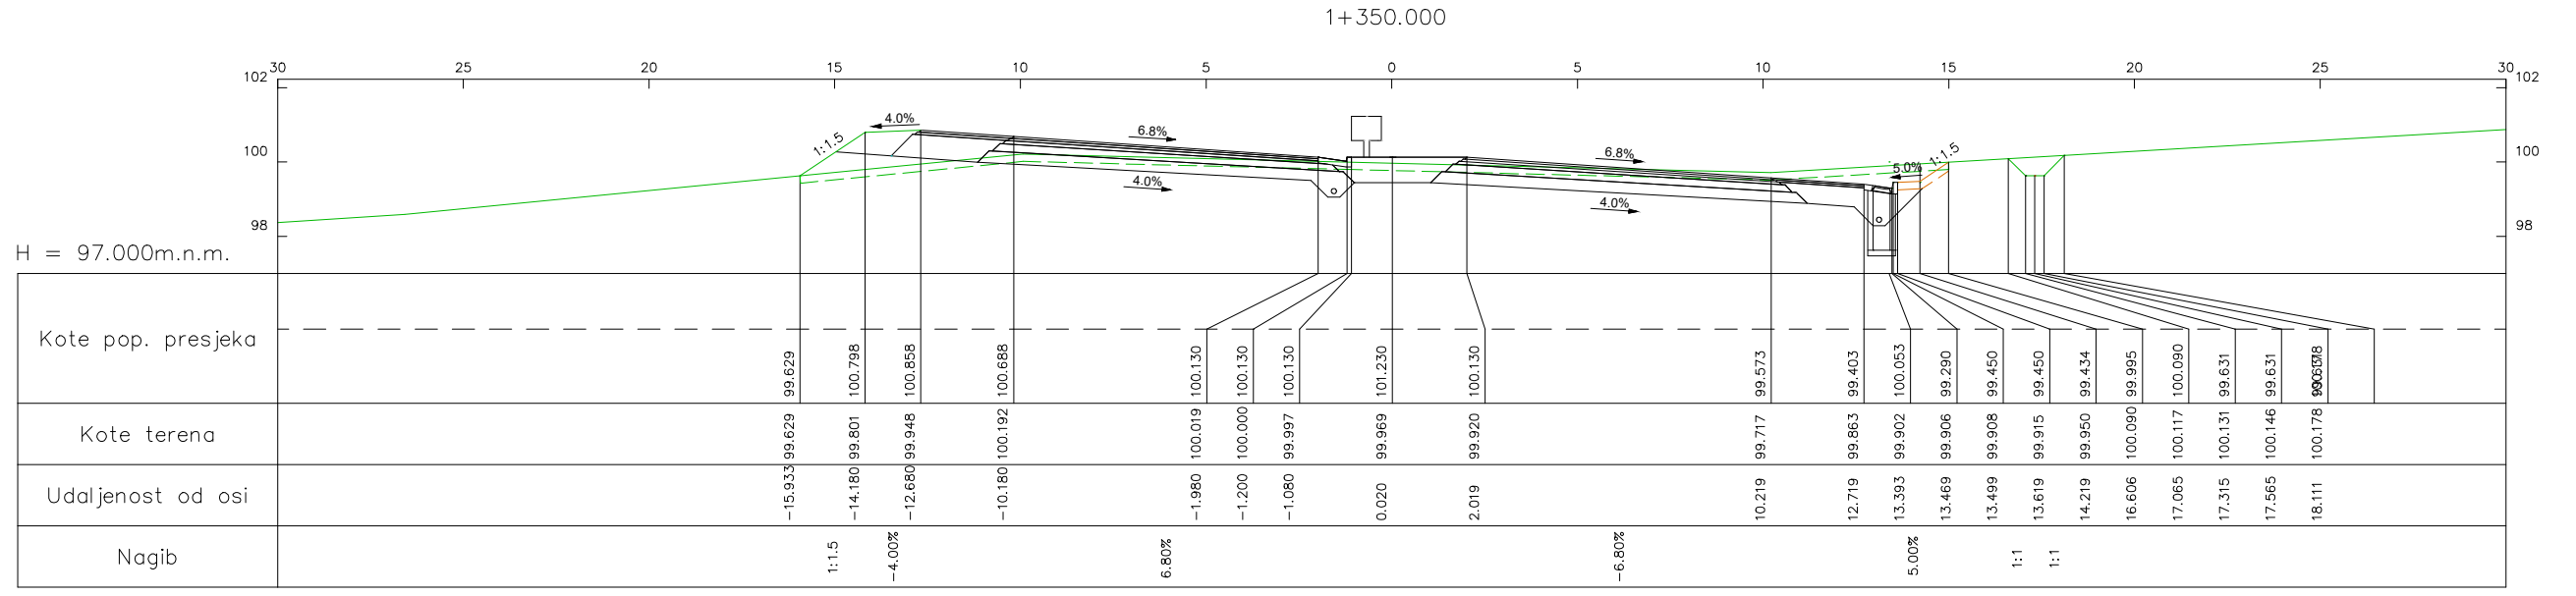 1+350.000
30 25 20 15 10 5 0 5 10 15 20 25 30
102 102
4.0% 6.8% 6.8% 5.0% 1:1.5
1:1.5
100 100
4.0% 4.0%
98 98
H = 97.000m.n.m.
Kote pop. presjeka 99.629 100.798 100.858 100.688 100.130 100.130 100.130 101.230 100.130 99.573 99.403 100.053 99.290 99.450 99.450 99.434 99.995 100.090 99.631 99.631
Kote terena 99.629 99.801 99.948 100.192 100.019 100.000 99.997 99.969 99.920 99.717 99.863 99.902 99.906 99.908 99.915 99.950 100.090 100.117 100.131 100.146 100.178
Udaljenost od osi -15.933 -14.180 -12.680 -10.180 -1.980 -1.200 -1.080 0.020 2.019 10.219 12.719 13.393 13.469 13.499 13.619 14.219 16.606 17.065 17.315 17.565 18.111
Nagib 1:1.5 -4.00% 6.80% -6.80% 5.00% 1:1 1:1